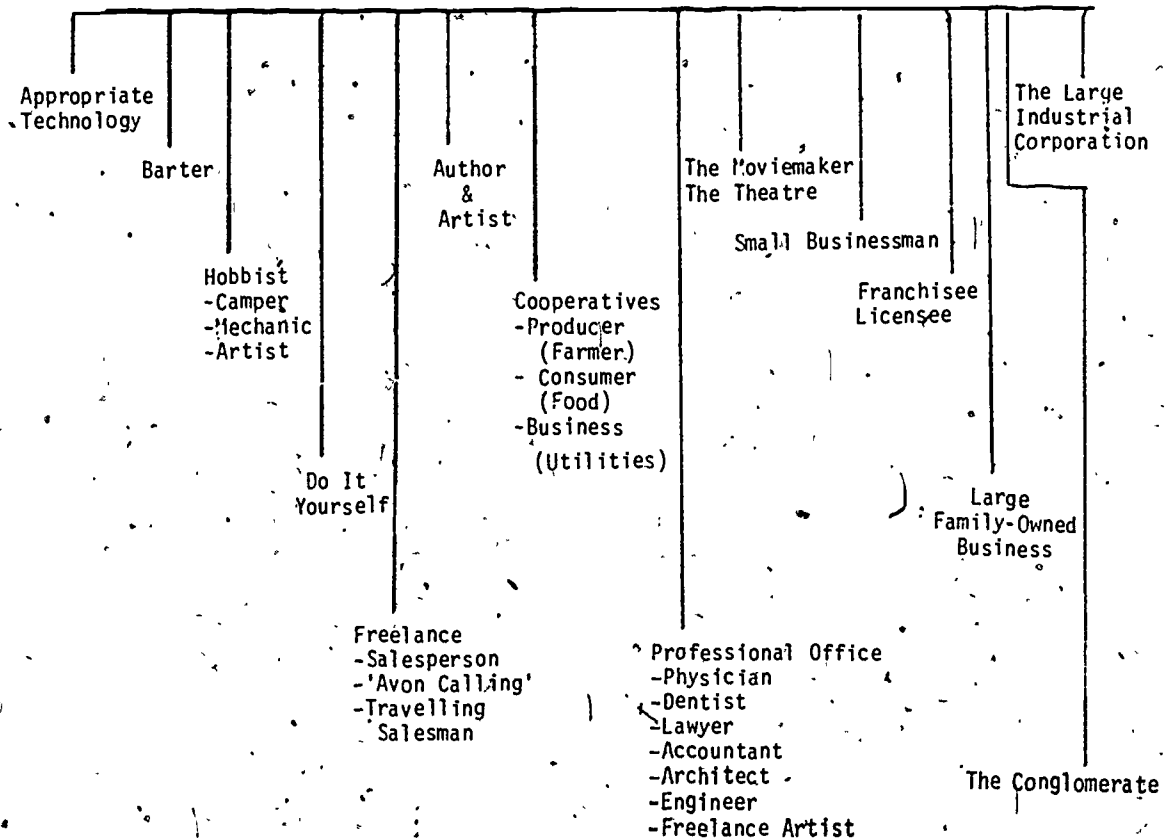 Appropriate
Technology
Barter
Hobbist
-Camper
-Mechanic
-Artist
Do It
Yourself
Freelance
-Salesperson
-'Avon Calling'
-Travelling
Salesman
Author
&
Artist
Cooperatives
-Producer
(Farmer)
- Consumer
(Food)
-Business
(Utilities)
Professional Office
-Physician
-Dentist
-Lawyer
-Accountant
-Architect
-Engineer
-Freelance Artist
The Moviemaker
The Theatre
Small Businessman
Franchisee
Licensee
Large
Family-Owned
Business
The Large
Industrial
Corporation
The Conglomerate